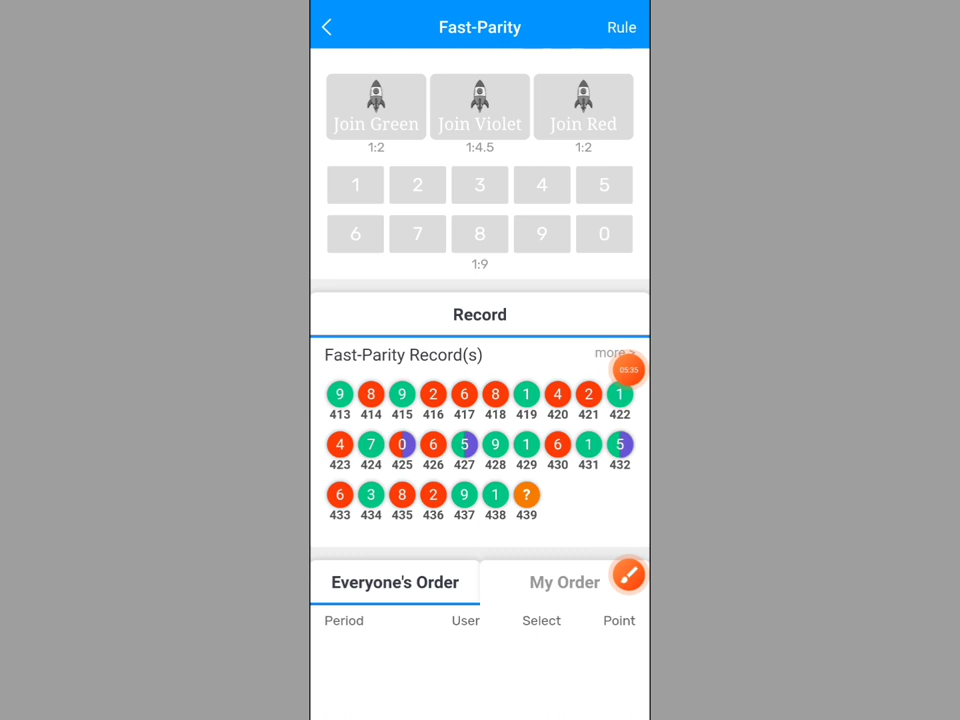 Fast-Parity Rule
Join Green Join Violet Join Red
1:2 1:4.5 1:2
1 2 3 4 5
6 7 8 9 0
1:9
Record
Fast-Parity Record(s) more >
05:35
9 8 9 2 6 8 1 4 2 1
413 414 415 416 417 418 419 420 421 422
4 7 0 6 5 9 1 6 1 5
423 424 425 426 427 428 429 430 431 432
6 3 8 2 9 1 ?
433 434 435 436 437 438 439
Everyone's Order My Order
Period User Select Point